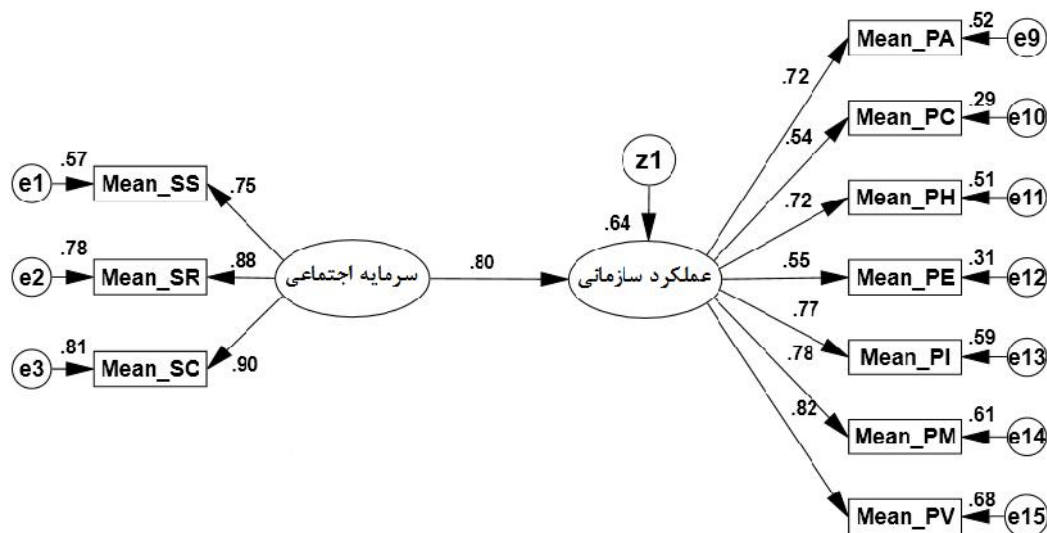 .52
Mean_PA
e9
.72
.29
Mean_PC
e10
.54
z1
.57
e1
Mean_SS
.75
.51
Mean_PH
e11
.72
.64
.78
e2
Mean_SR
.88
سرمایه اجتماعی
.80
عملکرد سازمانی
.55
.31
Mean_PE
e12
.77
.81
e3
Mean_SC
.90
.59
Mean_PI
e13
.78
.61
Mean_PM
e14
.82
.68
Mean_PV
e15